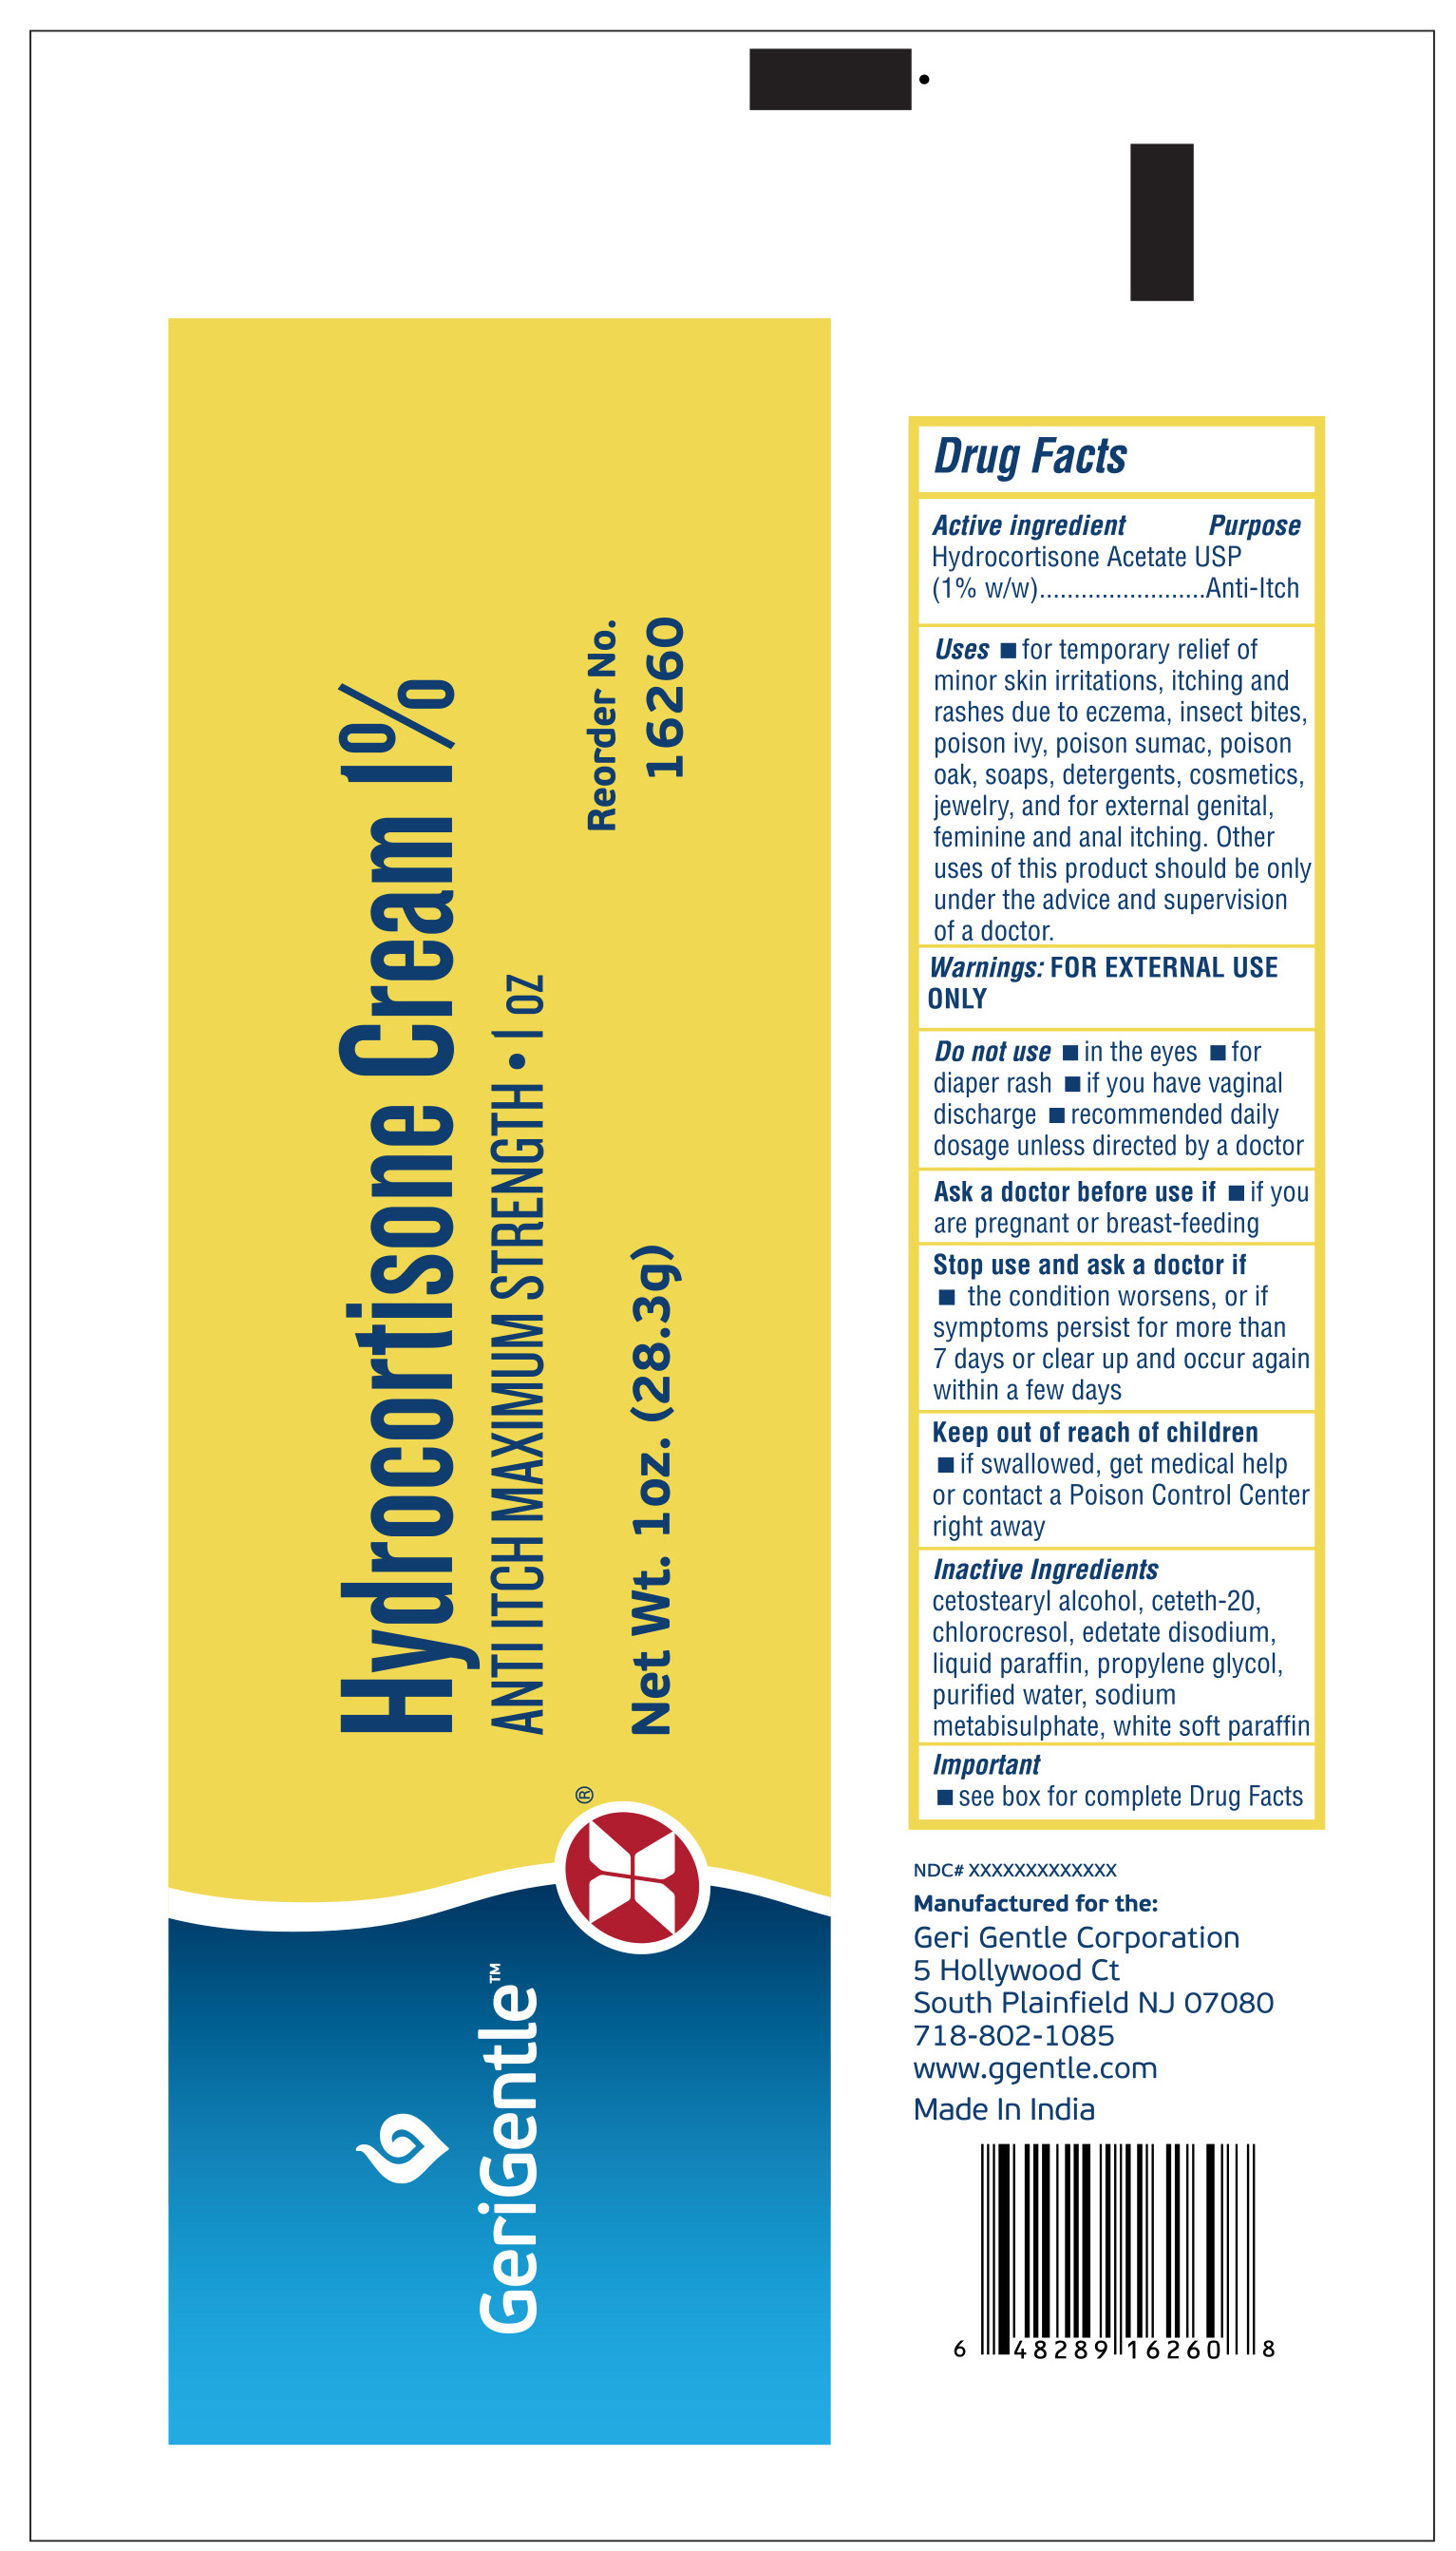 Hydrocortisone Cream 1%
ANTI ITCH MAXIMUM STRENGTH • 1 OZ
Reorder No.
16260
Net Wt. 1oz. (28.3g)
®
GeriGentle™
Drug Facts
Active ingredient Purpose
Hydrocortisone Acetate USP
(1% w/w)........................Anti-Itch
Uses ■ for temporary relief of
minor skin irritations, itching and
rashes due to eczema, insect bites,
poison ivy, poison sumac, poison
oak, soaps, detergents, cosmetics,
jewelry, and for external genital,
feminine and anal itching. Other
uses of this product should be only
under the advice and supervision
of a doctor.
Warnings: FOR EXTERNAL USE
ONLY
Do not use ■ in the eyes ■ for
diaper rash ■ if you have vaginal
discharge ■ recommended daily
dosage unless directed by a doctor
Ask a doctor before use if ■ if you
are pregnant or breast-feeding
Stop use and ask a doctor if
■ the condition worsens, or if
symptoms persist for more than
7 days or clear up and occur again
within a few days
Keep out of reach of children
■ if swallowed, get medical help
or contact a Poison Control Center
right away
Inactive Ingredients
cetostearyl alcohol, ceteth-20,
chlorocresol, edetate disodium,
liquid paraffin, propylene glycol,
purified water, sodium
metabisulphate, white soft paraffin
Important
■ see box for complete Drug Facts
NDC# XXXXXXXXXXXXX
Manufactured for the:
Geri Gentle Corporation
5 Hollywood Ct
South Plainfield NJ 07080
718-802-1085
www.ggentle.com
Made In India
6 48289 16260 8